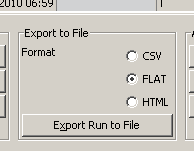 2010 06:59
Export to File
Format
CSV
FLAT
HTML
Export Run to File